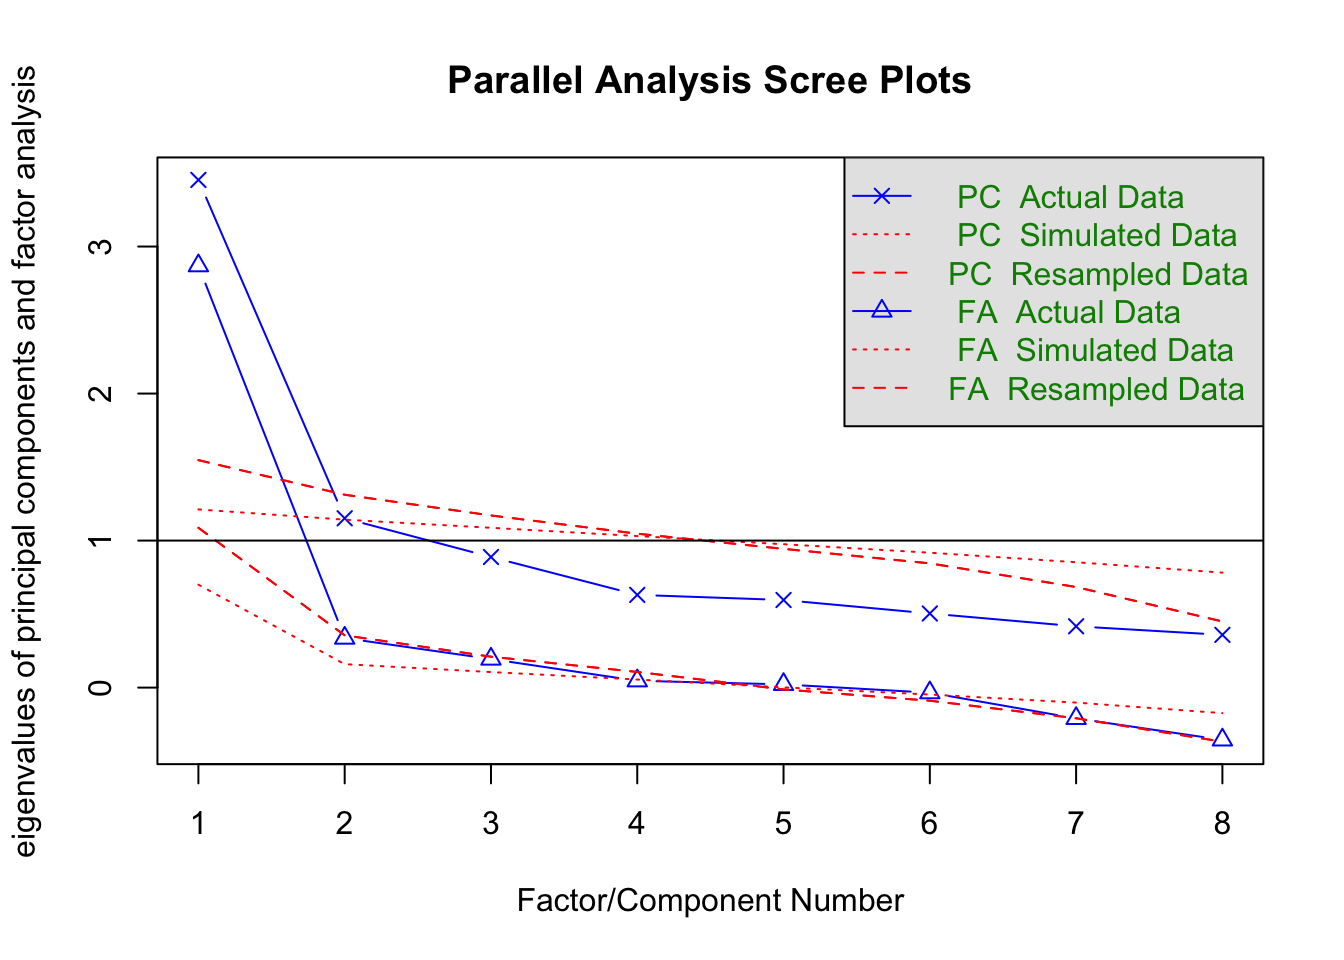 Parallel Analysis Scree Plots
eigenvalues of principal components and factor analysis
3
2
1
0
PC Actual Data
PC Simulated Data
PC Resampled Data
FA Actual Data
FA Simulated Data
FA Resampled Data
1 2 3 4 5 6 7 8
Factor/Component Number